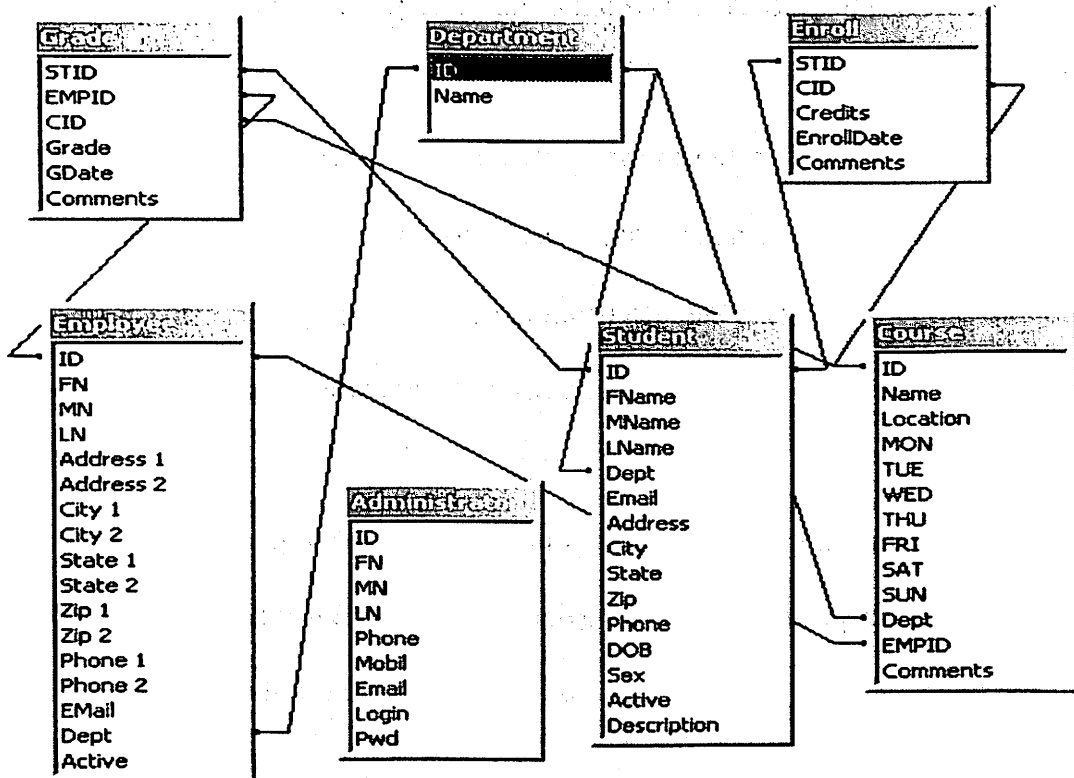 Grade
STID
EMPID
CID
Grade
GDate
Comments
Department
ID
Name
Enroll
STID
CID
Credits
EnrollDate
Comments
Employee
ID
FN
MN
LN
Address 1
Address 2
City 1
City 2
State 1
State 2
Zip 1
Zip 2
Phone 1
Phone 2
EMail
Dept
Active
Administrato
ID
FN
MN
LN
Phone
Mobil
Email
Login
Pwd
Student
ID
FName
MName
LName
Dept
Email
Address
City
State
Zip
Phone
DOB
Sex
Active
Description
Course
ID
Name
Location
MON
TUE
WED
THU
FRI
SAT
SUN
Dept
EMPID
Comments